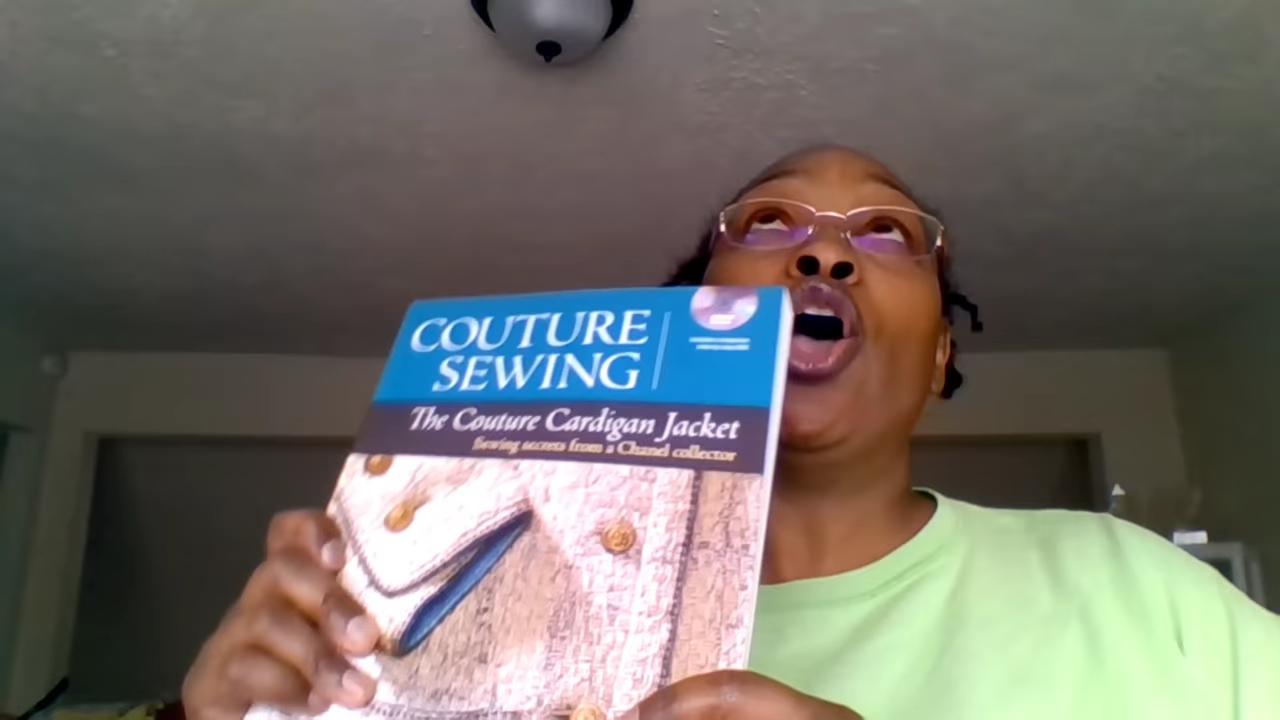 COUTURE
SEWING
The Couture Cardigan Jacket
Sewing secrets from a Chanel collector